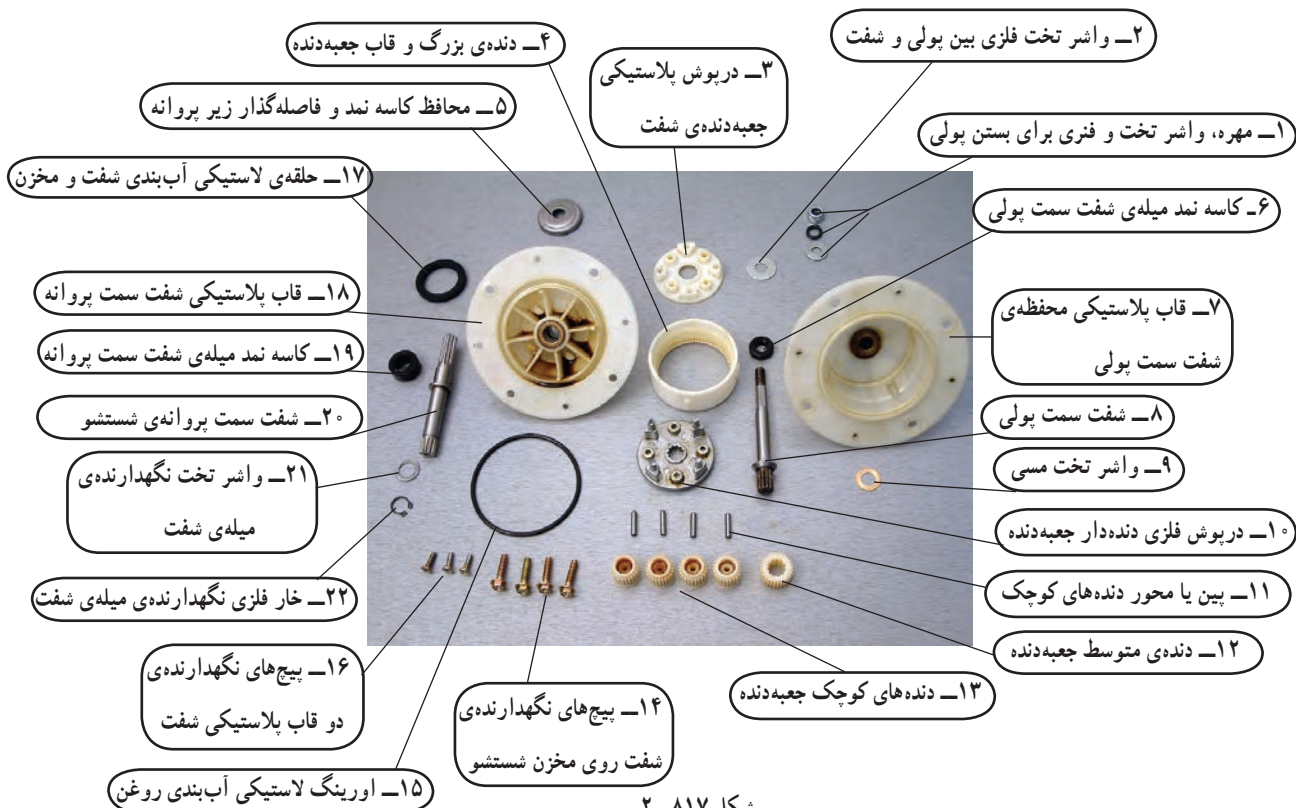 ۱ــ مهره، واشر تخت و فنری برای بستن پولی
۲ــ واشر تخت فلزی بین پولی و شفت
۳ــ درپوش پلاستیکی
جعبه‌دنده‌ی شفت
۴ــ دنده‌ی بزرگ و قاب جعبه‌دنده
۵ــ محافظ کاسه نمد و فاصله‌گذار زیر پروانه
۶ـ کاسه نمد میله‌ی شفت سمت پولی
۷ــ قاب پلاستیکی محفظه‌ی
شفت سمت پولی
۸ــ شفت سمت پولی
۹ــ واشر تخت مسی
۱۰ــ درپوش فلزی دنده‌دار جعبه‌دنده
۱۱ــ پین یا محور دنده‌های کوچک
۱۲ــ دنده‌ی متوسط جعبه‌دنده
۱۳ــ دنده‌های کوچک جعبه‌دنده
۱۴ــ پیچ‌های نگهدارنده‌ی
شفت روی مخزن شستشو
۱۵ــ اورینگ لاستیکی آب‌بندی روغن
۱۶ــ پیچ‌های نگهدارنده‌ی
دو قاب پلاستیکی شفت
۱۷ــ حلقه‌ی لاستیکی آب‌بندی شفت و مخزن
۱۸ــ قاب پلاستیکی شفت سمت پروانه
۱۹ــ کاسه نمد میله‌ی شفت سمت پروانه
۲۰ــ شفت سمت پروانه‌ی شستشو
۲۱ــ واشر تخت نگهدارنده‌ی
میله‌ی شفت
۲۲ــ خار فلزی نگهدارنده‌ی میله‌ی شفت